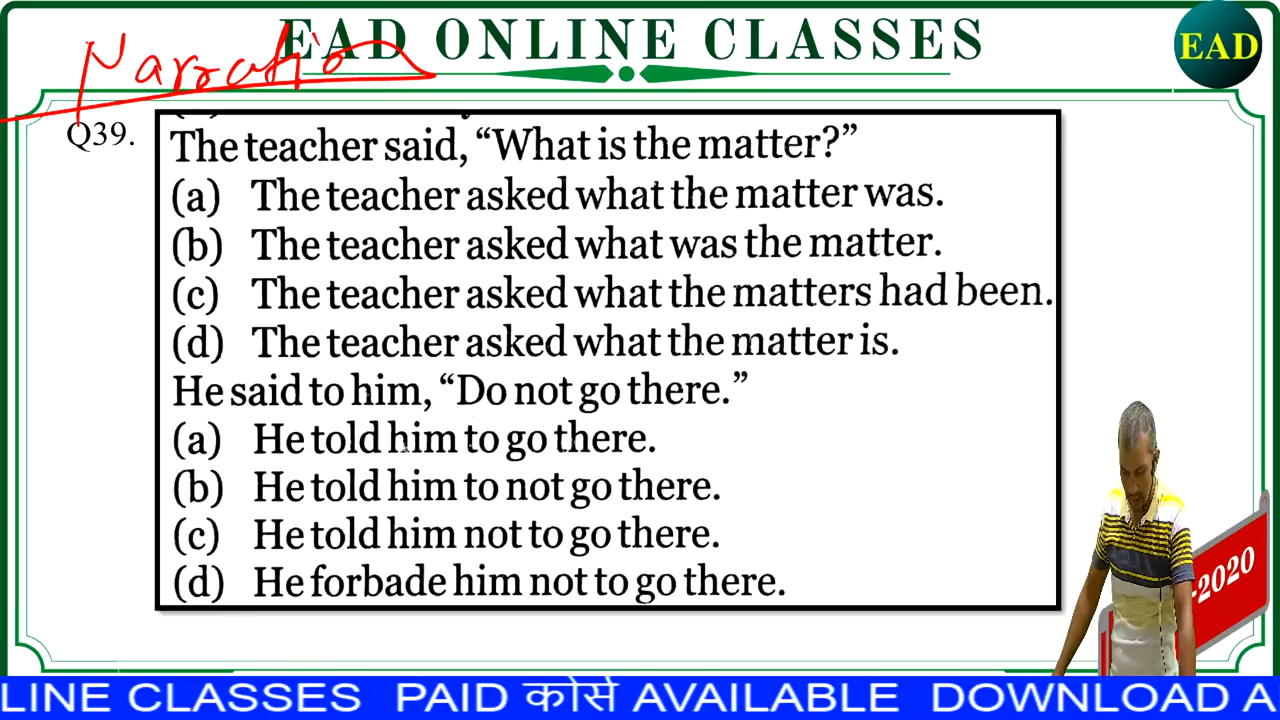 EAD ONLINE CLASSES
EAD
Narration
Q39.
The teacher said, “What is the matter?”
(a) The teacher asked what the matter was.
(b) The teacher asked what was the matter.
(c) The teacher asked what the matters had been.
(d) The teacher asked what the matter is.
He said to him, “Do not go there.”
(a) He told him to go there.
(b) He told him to not go there.
(c) He told him not to go there.
(d) He forbade him not to go there.
-2020
LINE CLASSES PAID कोर्स AVAILABLE DOWNLOAD A